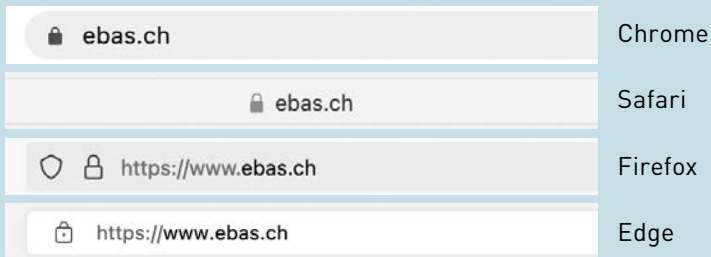 ebas.ch Chrome
ebas.ch Safari
https://www.ebas.ch Firefox
https://www.ebas.ch Edge